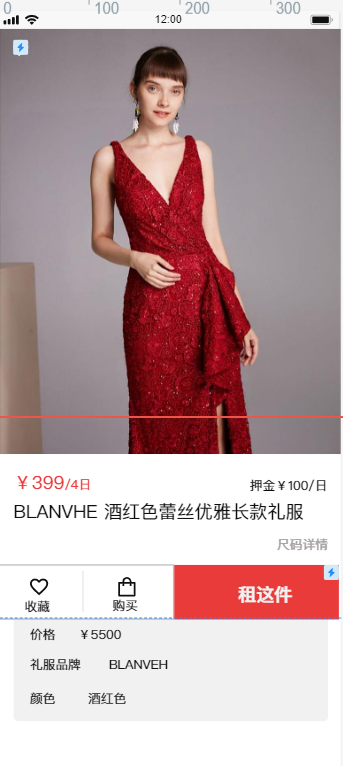 0 100 200 300
12:00
￥399/4日 押金￥100/日
BLANVHE 酒红色蕾丝优雅长款礼服
尺码详情
收藏 购买 租这件
价格 ￥5500
礼服品牌 BLANVEH
颜色 酒红色